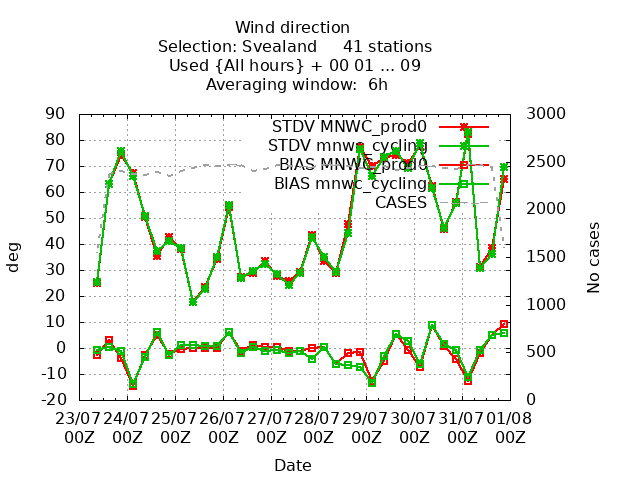 Wind direction
Selection: Svealand 41 stations
Used {All hours} + 00 01 ... 09
Averaging window: 6h
90
80
70
60
50
40
30
20
10
0
-10
-20
deg
3000
2500
2000
1500
1000
500
0
No cases
STDV MNWC_prod0
STDV mnwc_cycling
BIAS MNWC_prod0
BIAS mnwc_cycling
CASES
23/07 24/07 25/07 26/07 27/07 28/07 29/07 30/07 31/07 01/08
00Z 00Z 00Z 00Z 00Z 00Z 00Z 00Z 00Z 00Z
Date